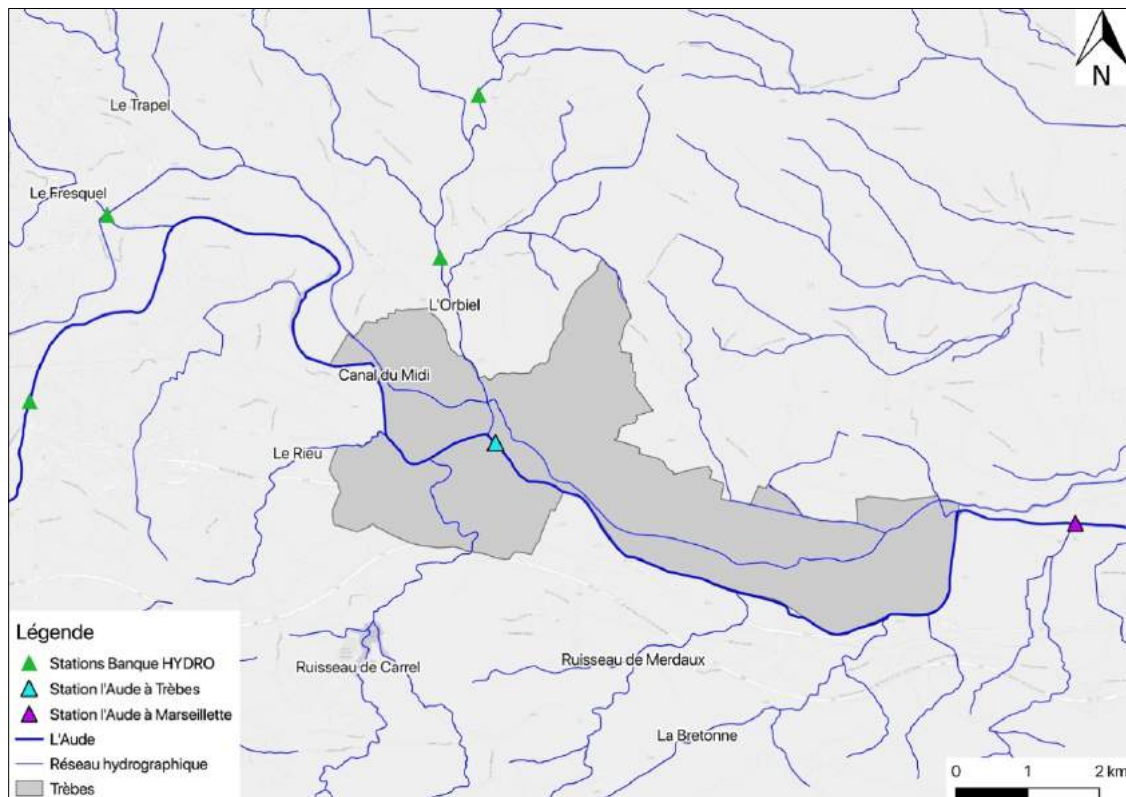 N
Le Trapel
Le Fresquel
L'Orbiel
Canal du Midi
Le Rieu
Légende
Stations Banque HYDRO
Station l'Aude à Trèbes
Station l'Aude à Marseillette
L'Aude
Réseau hydrographique
Trèbes
Ruisseau de Carrel
Ruisseau de Merdaux
La Bretonne
0 1 2 km